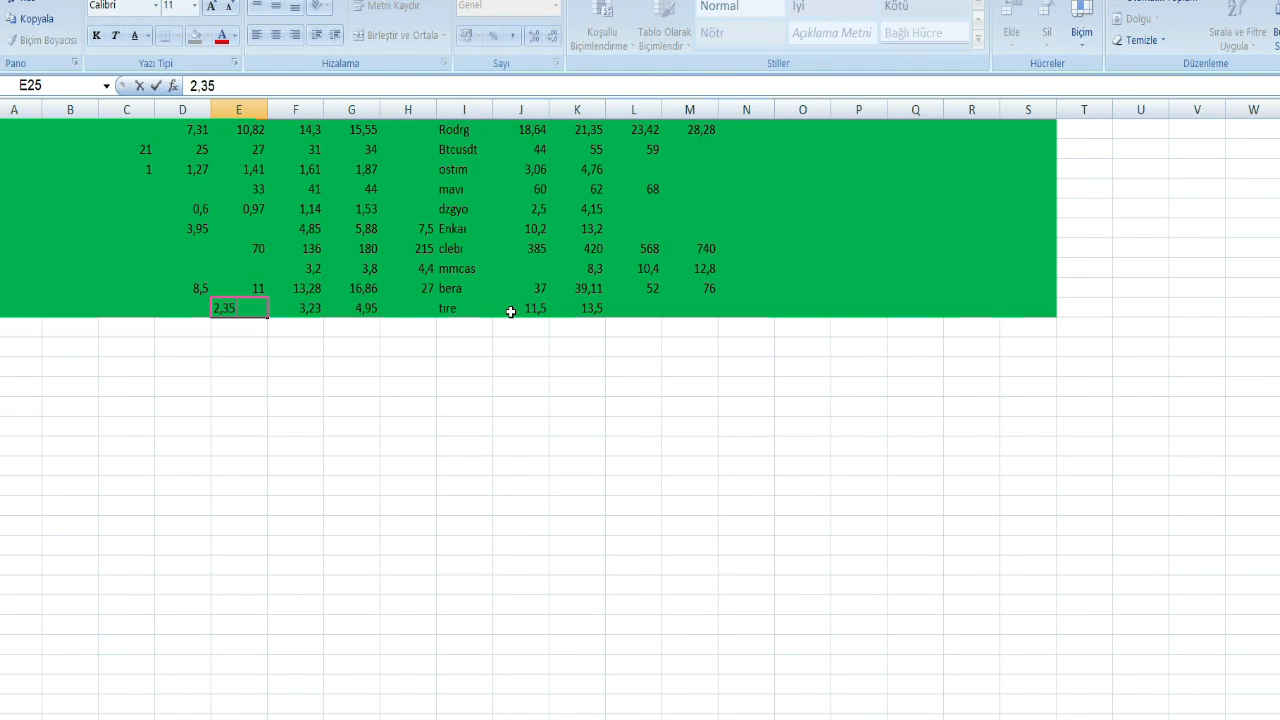 Kopyala
Biçim Boyacısı
Pano
Calibri 11 A A
K T A A
Yazı Tipi
Metni Kaydır
Birleştir ve Ortala
Hizalama
Genel
% ,
Sayı
Koşullu Biçimlendirme
Tablo Olarak Biçimlendir
Normal İyi Kötü
Nötr Açıklama Metni Bağlı Hücre
Stiller
Ekle Sil Biçim
Hücreler
Dolgu
Temizle
Sırala ve Filtre Uygula
Düzenleme
E25 fx 2,35
A B C D E F G H I J K L M N O P Q R S T U V W
7,31 10,82 14,3 15,55 Rodrg 18,64 21,35 23,42 28,28
21 25 27 31 34 Btcusdt 44 55 59
1 1,27 1,41 1,61 1,87 ostım 3,06 4,76
33 41 44 mavı 60 62 68
0,6 0,97 1,14 1,53 dzgyo 2,5 4,15
3,95 4,85 5,88 7,5 Enkaı 10,2 13,2
70 136 180 215 clebı 385 420 568 740
3,2 3,8 4,4 mmcas 8,3 10,4 12,8
8,5 11 13,28 16,86 27 bera 37 39,11 52 76
2,35 3,23 4,95 tıre 11,5 13,5